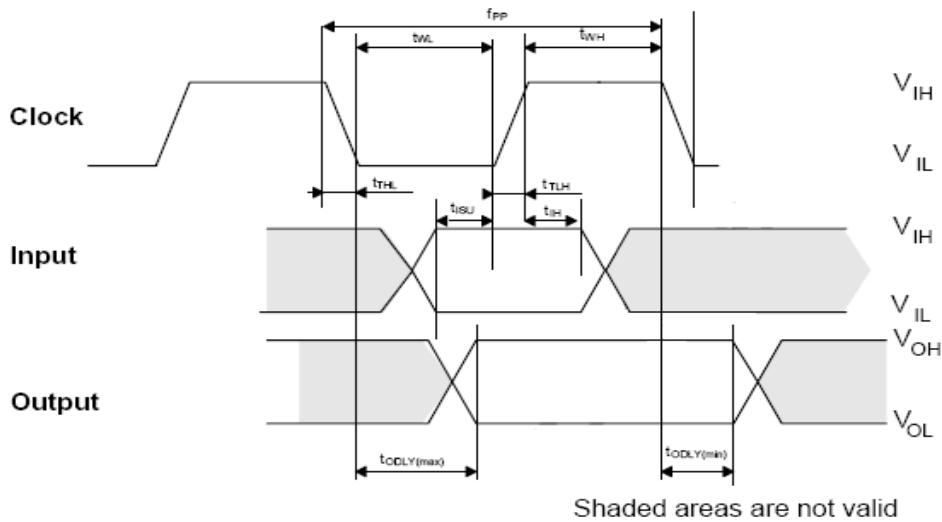 fPP
tWL
tWH
Clock
VIH
VIL
tTHL
tTLH
tISU
tIH
Input
VIH
VIL
VOH
Output
VOL
tODLY(max)
tODLY(min)
Shaded areas are not valid